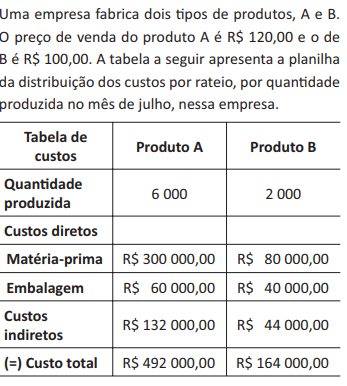 Uma empresa fabrica dois tipos de produtos, A e B.
O preço de venda do produto A é R$ 120,00 e o de
B é R$ 100,00. A tabela a seguir apresenta a planilha
da distribuição dos custos por rateio, por quantidade
produzida no mês de julho, nessa empresa.
Tabela de
custos
Produto A
Produto B
Quantidade
produzida
6 000
2 000
Custos diretos
Matéria-prima R$ 300 000,00 R$ 80 000,00
Embalagem R$ 60 000,00 R$ 40 000,00
Custos
indiretos
R$ 132 000,00 R$ 44 000,00
(=) Custo total R$ 492 000,00 R$ 164 000,00